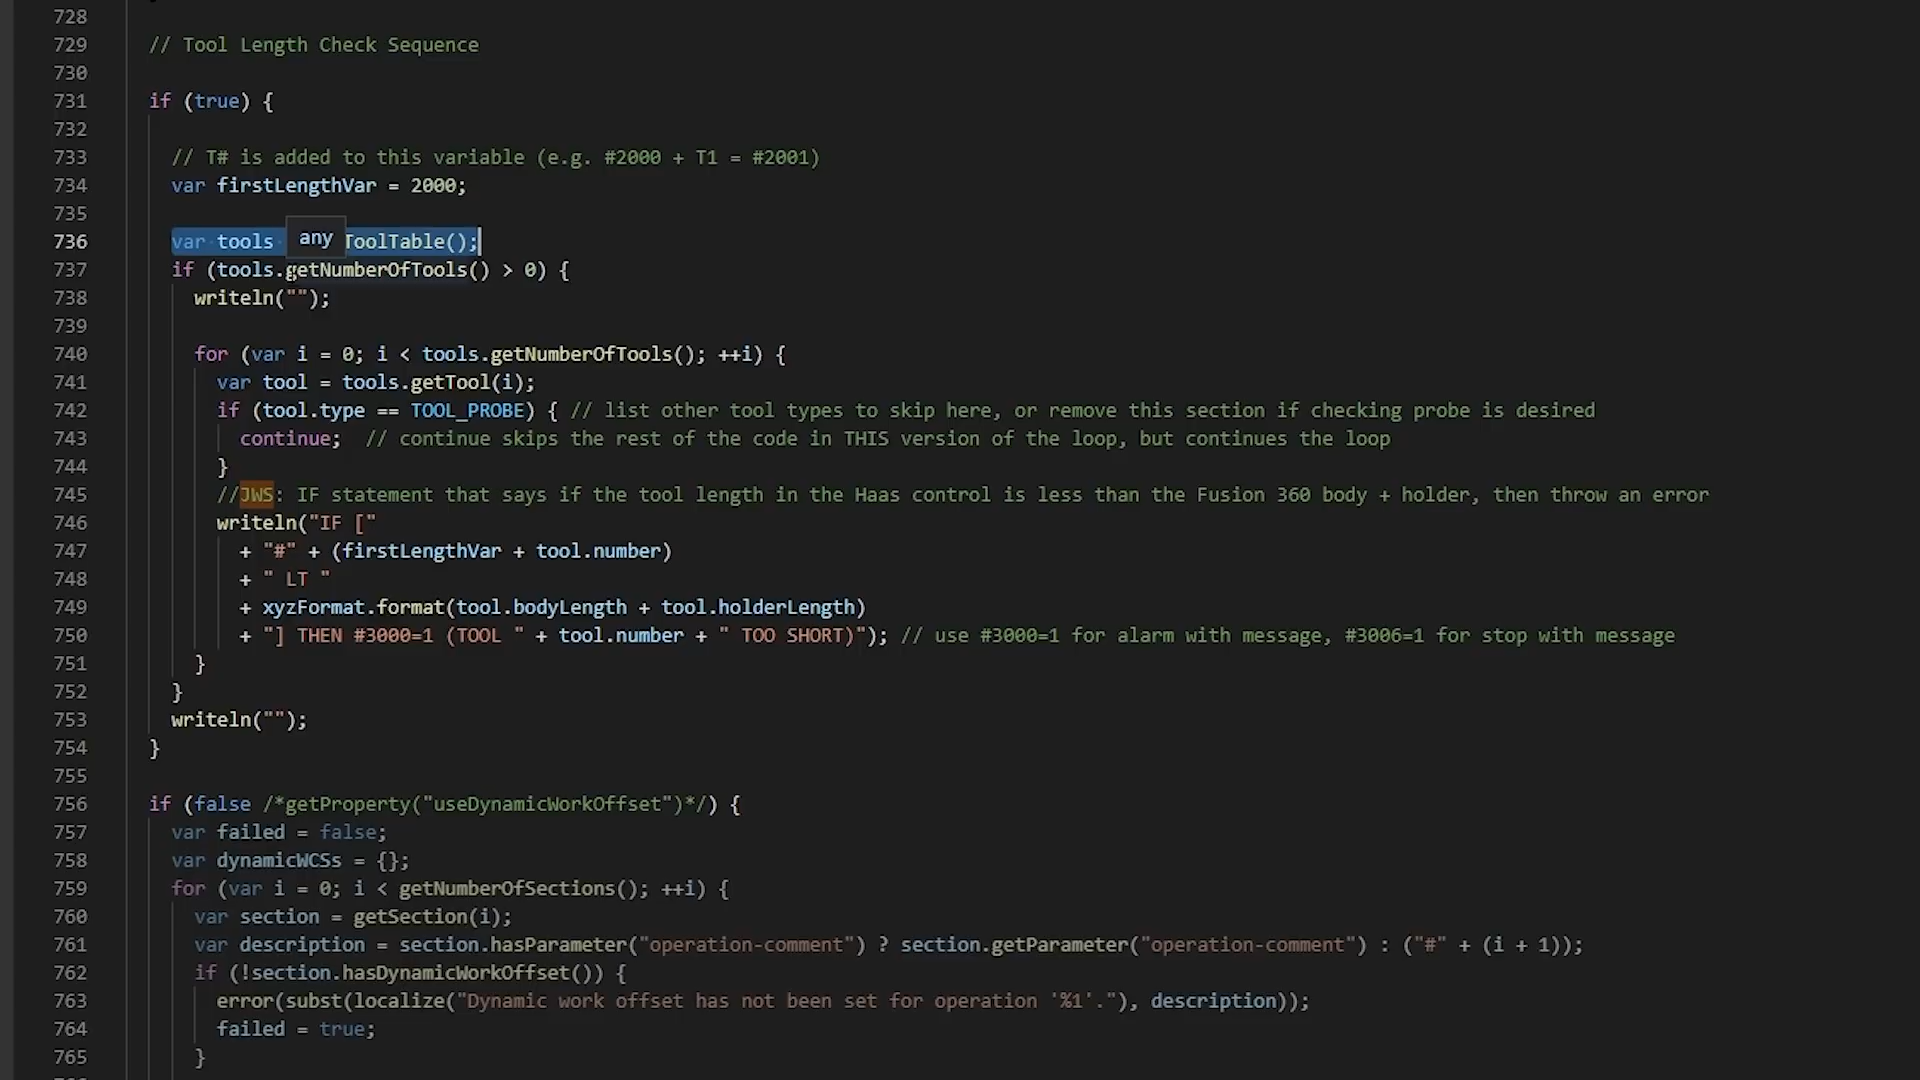 728
729 // Tool Length Check Sequence
730
731 if (true) {
732
733 // T# is added to this variable (e.g. #2000 + T1 = #2001)
734 var firstLengthVar = 2000;
735
736 var tools any ToolTable();
737 if (tools.getNumberOfTools() > 0) {
738 writeln("");
739
740 for (var i = 0; i < tools.getNumberOfTools(); ++i) {
741 var tool = tools.getTool(i);
742 if (tool.type == TOOL_PROBE) { // list other tool types to skip here, or remove this section if checking probe is desired
743 continue; // continue skips the rest of the code in THIS version of the loop, but continues the loop
744 }
745 //JWS: IF statement that says if the tool length in the Haas control is less than the Fusion 360 body + holder, then throw an error
746 writeln("IF ["
747 + "#" + (firstLengthVar + tool.number)
748 + " LT "
749 + xyzFormat.format(tool.bodyLength + tool.holderLength)
750 + "] THEN #3000=1 (TOOL " + tool.number + " TOO SHORT)"); // use #3000=1 for alarm with message, #3006=1 for stop with message
751 }
752 }
753 writeln("");
754 }
755
756 if (false /*getProperty("useDynamicWorkOffset")*/) {
757 var failed = false;
758 var dynamicWCSs = {};
759 for (var i = 0; i < getNumberOfSections(); ++i) {
760 var section = getSection(i);
761 var description = section.hasParameter("operation-comment") ? section.getParameter("operation-comment") : ("#" + (i + 1));
762 if (!section.hasDynamicWorkOffset()) {
763 error(subst(localize("Dynamic work offset has not been set for operation '%1'."), description));
764 failed = true;
765 }